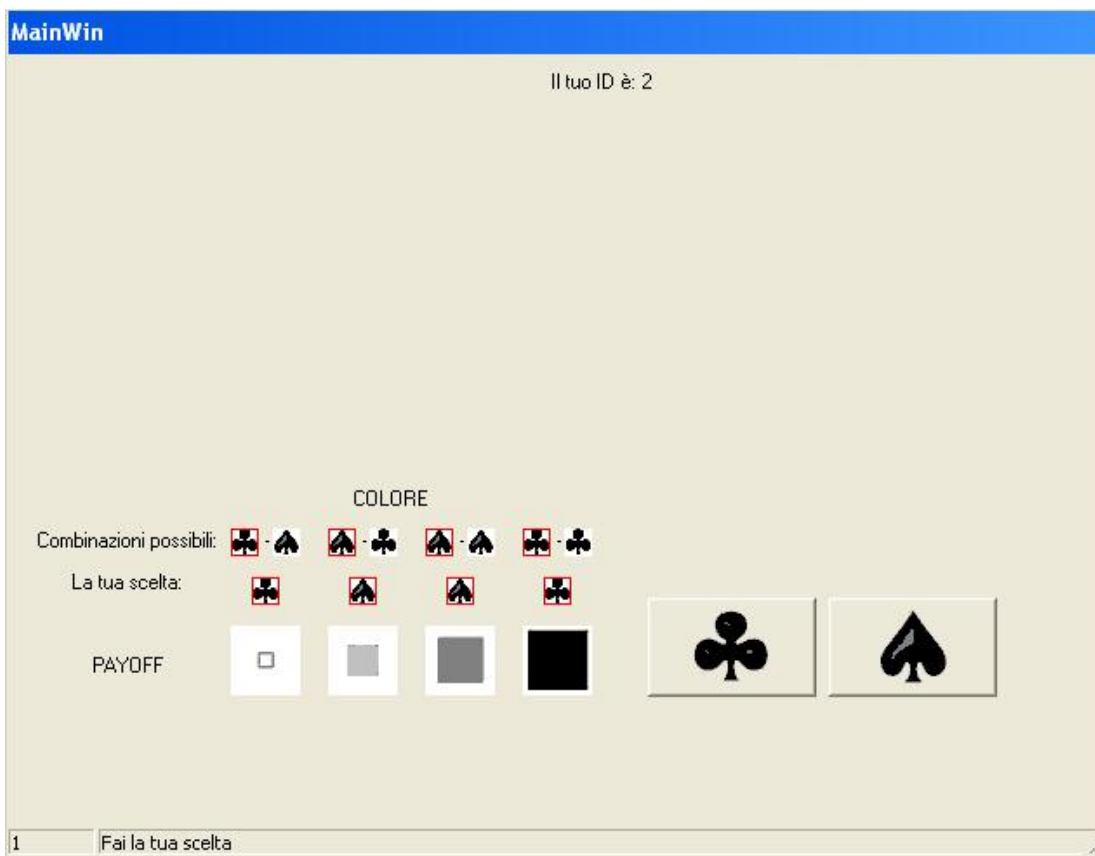 MainWin
Il tuo ID è: 2
COLORE
Combinazioni possibili:
La tua scelta:
PAYOFF
1 Fai la tua scelta